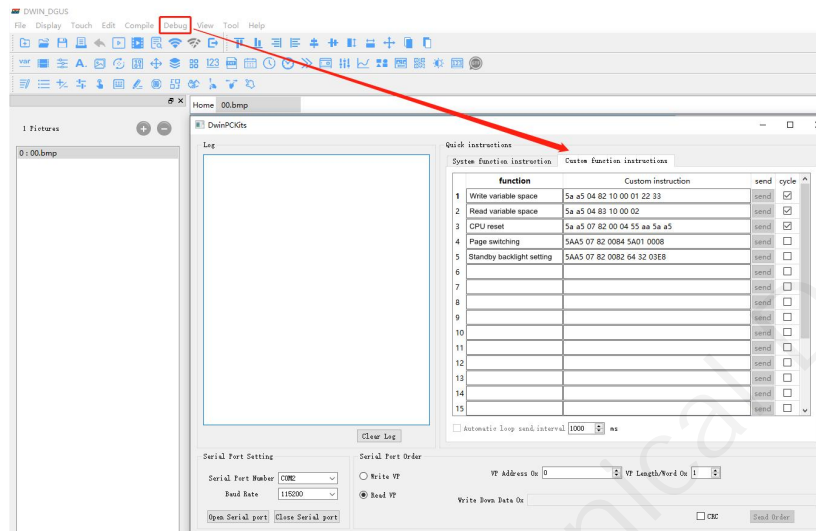 DWIN_DGUS
File Display Touch Edit Compile Debug View Tool Help
Home 00.bmp
1 Pictures
0 : 00.bmp
DwinPCKits
Log
Quick instructions
System function instruction Custom function instructions
function Custom instruction send cycle
1 Write variable space 5a a5 04 82 10 00 01 22 33 send
2 Read variable space 5a a5 04 83 10 00 02 send
3 CPU reset 5a a5 07 82 00 04 55 aa 5a a5 send
4 Page switching 5AA5 07 82 0084 5A01 0008 send
5 Standby backlight setting 5AA5 07 82 0082 64 32 03E8 send
6 send
7 send
8 send
9 send
10 send
11 send
12 send
13 send
14 send
15 send
Automatic loop send interval 1000 ms
Clear Log
Serial Port Setting
Serial Port Number COM2
Baud Rate 115200
Open Serial port Close Serial port
Serial Port Order
Write VP
Read VP
VP Address 0x 0 VP Length/Word 0x 1
Write Down Data 0x
CRC Send Order